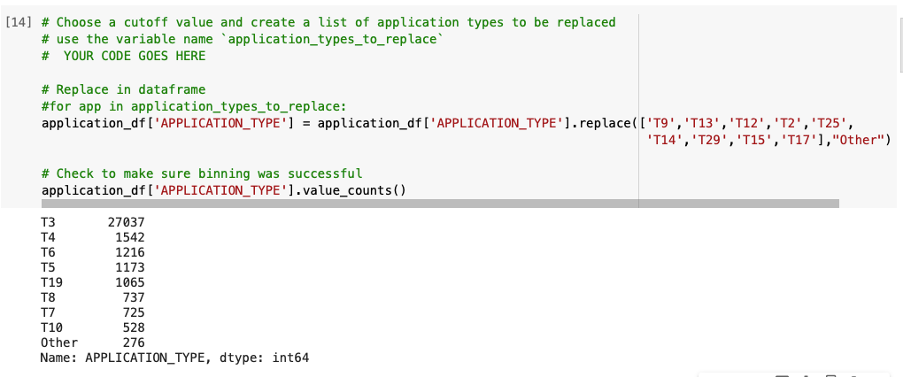 [14] # Choose a cutoff value and create a list of application types to be replaced
# use the variable name `application_types_to_replace`
#  YOUR CODE GOES HERE
# Replace in dataframe
#for app in application_types_to_replace:
application_df['APPLICATION_TYPE'] = application_df['APPLICATION_TYPE'].replace(['T9','T13','T12','T2','T25',
'T14','T29','T15','T17'],"Other")
# Check to make sure binning was successful
application_df['APPLICATION_TYPE'].value_counts()
T3 27037
T4 1542
T6 1216
T5 1173
T19 1065
T8 737
T7 725
T10 528
Other 276
Name: APPLICATION_TYPE, dtype: int64